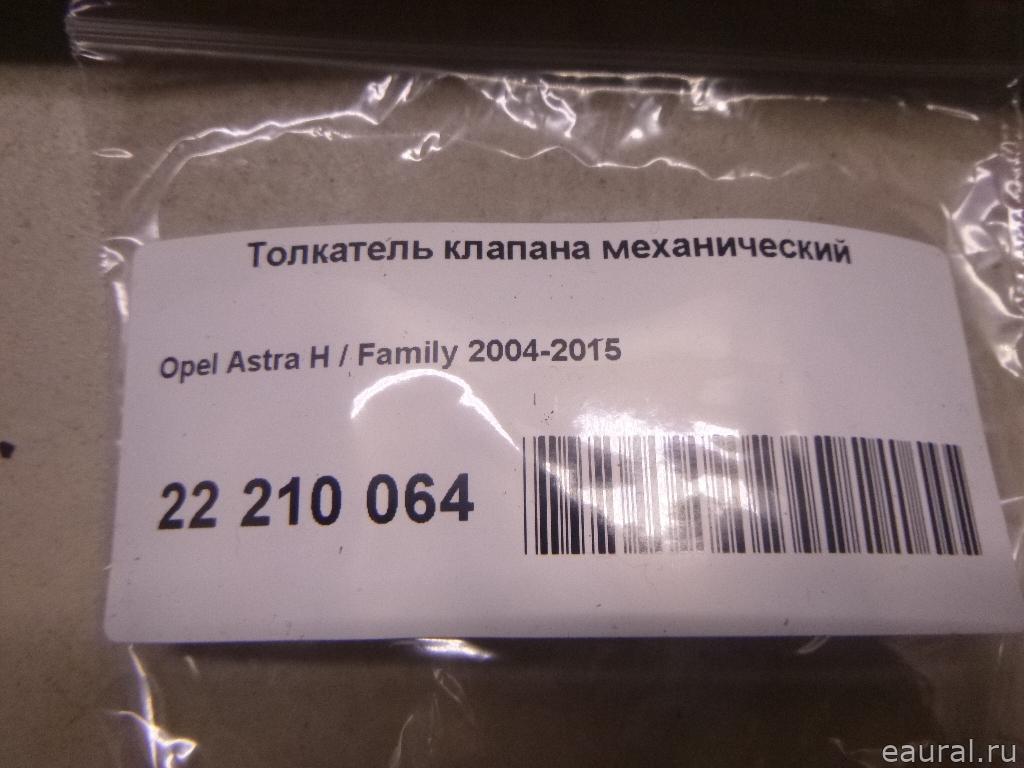 Толкатель клапана механический
Opel Astra H / Family 2004-2015
22 210 064
eaural.ru